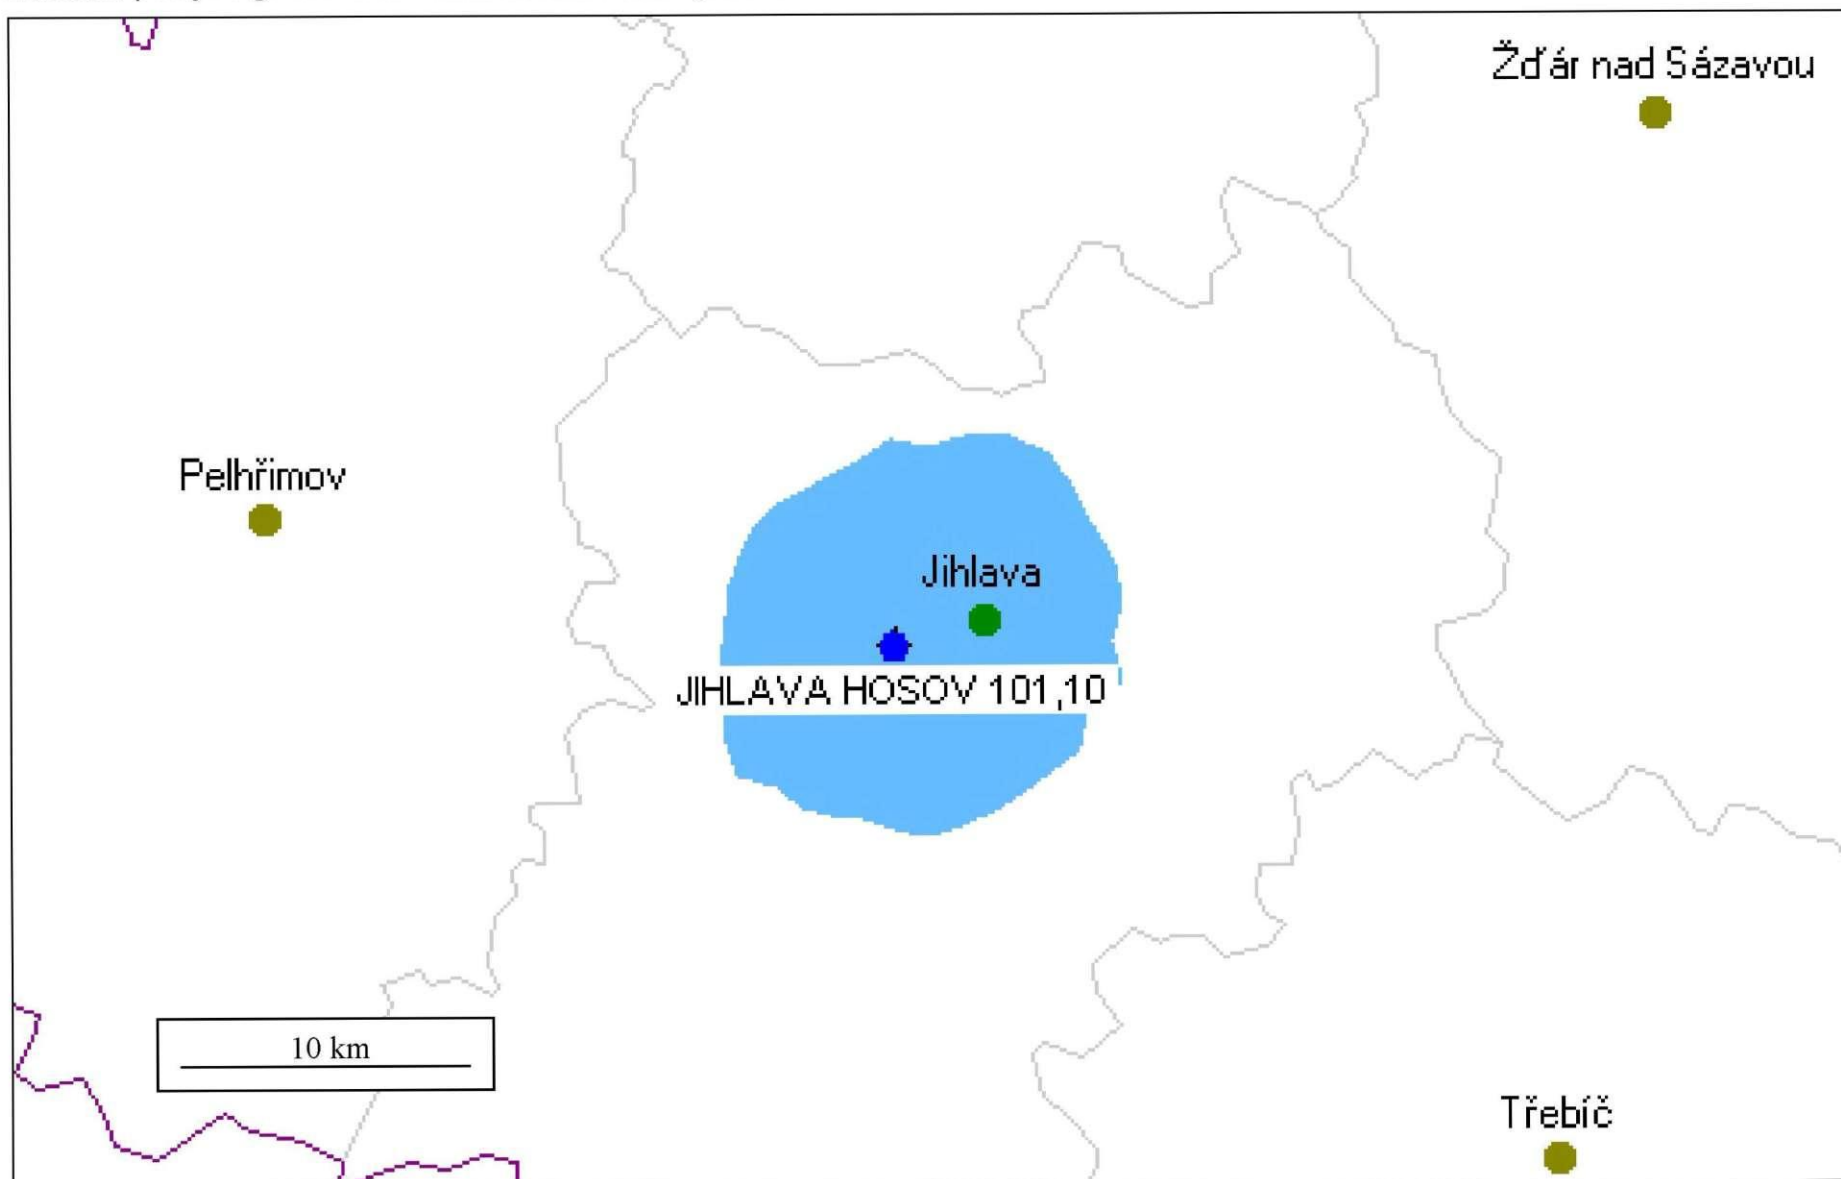 Žďár nad Sázavou
Pelhřimov
Jihlava
JIHLAVA HOSOV 101,10
10 km
Třebíč